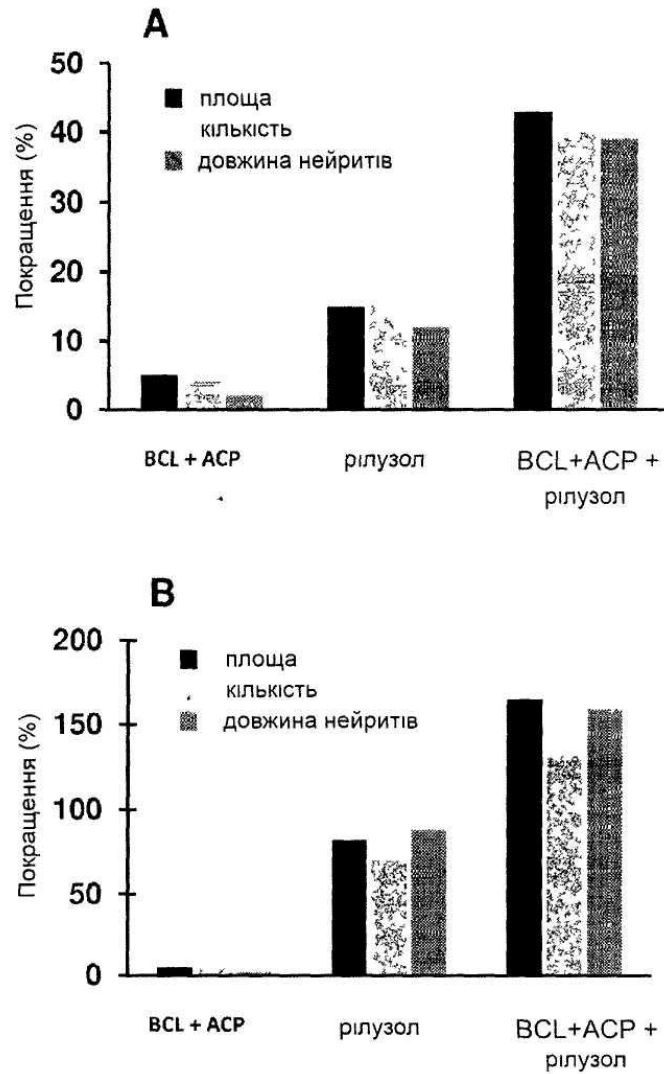 A
50
40
30
20
10
0
Покращення (%)
площа
кількість
довжина нейритів
BCL + ACP
рілузол
BCL+ACP +
рілузол
B
200
150
100
50
0
Покращення (%)
площа
кількість
довжина нейритів
BCL + ACP
рілузол
BCL+ACP +
рілузол